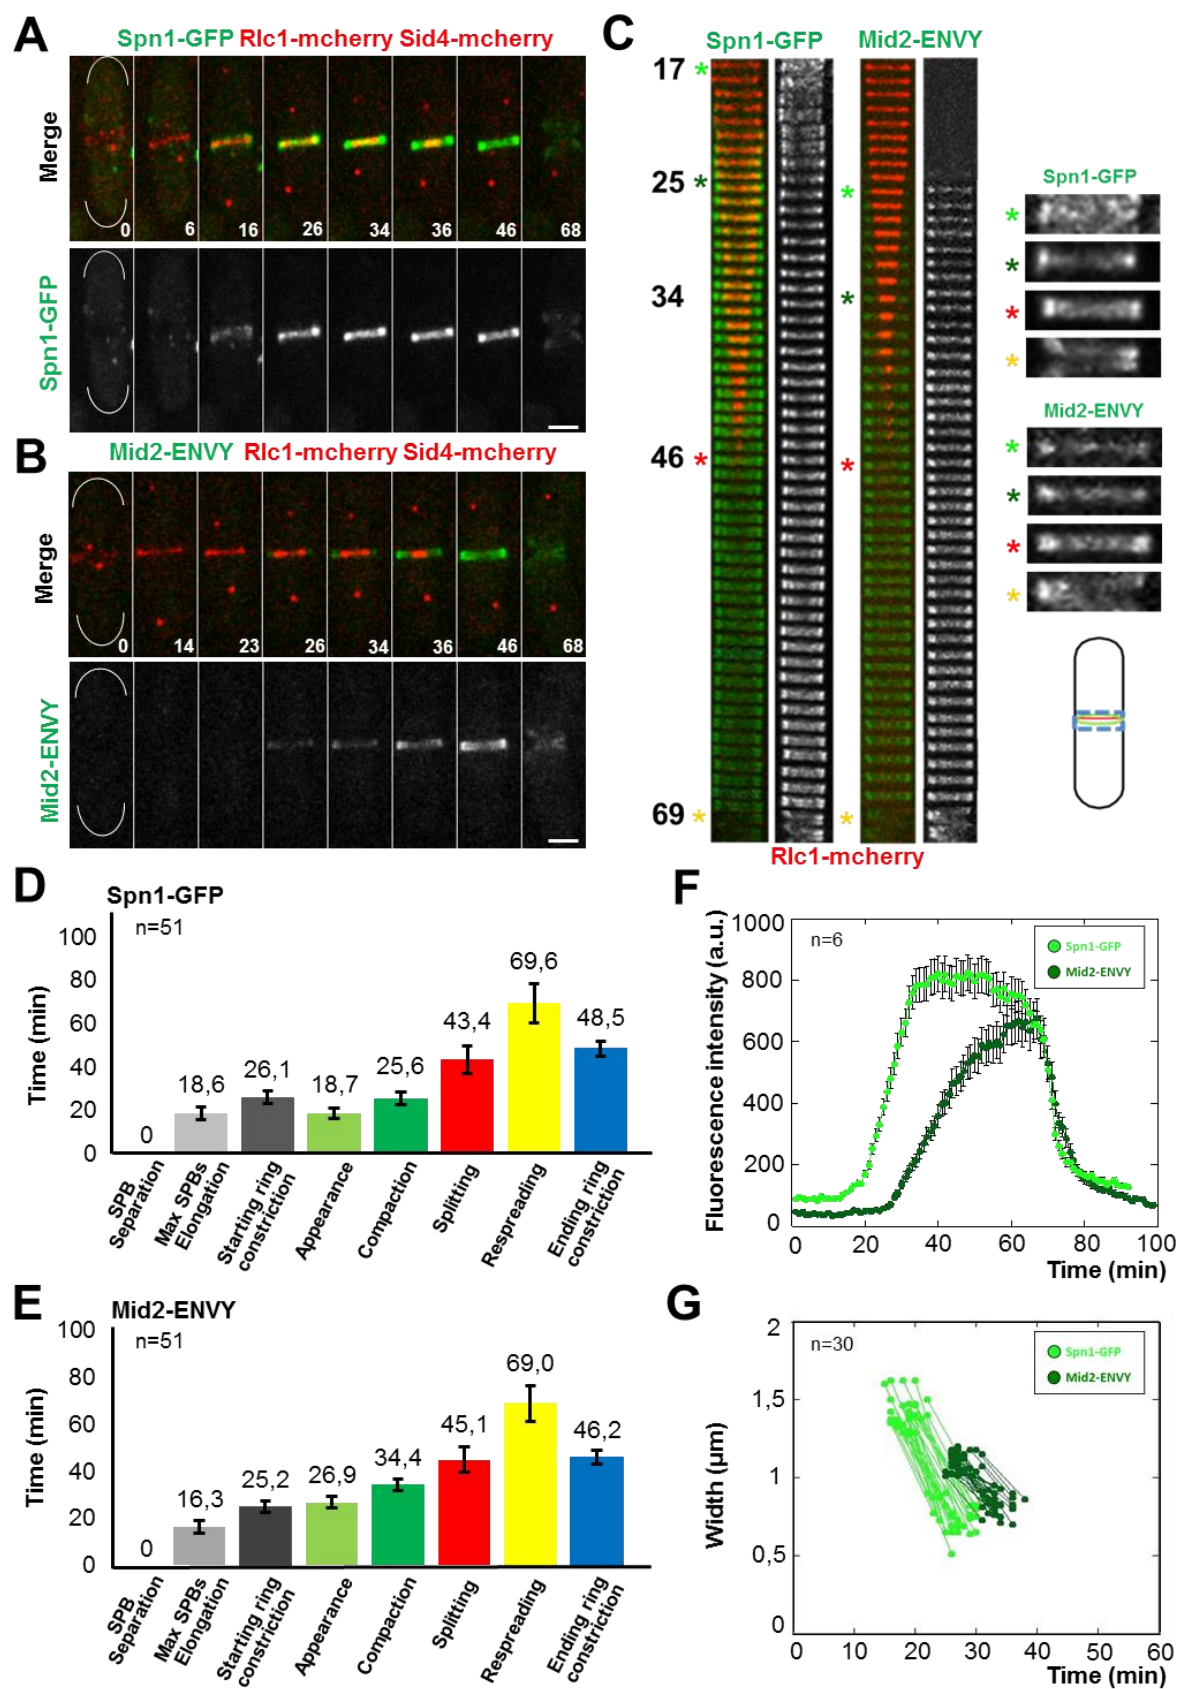 A
Spn1-GFP Rlc1-mcherry Sid4-mcherry
Merge
0 6 16 26 34 36 46 68
Spn1-GFP
B
Mid2-ENVY Rlc1-mcherry Sid4-mcherry
Merge
0 14 23 26 34 36 46 68
Mid2-ENVY
C
Spn1-GFP Mid2-ENVY
17 *
25 * *
34 *
46 * *
69 * *
Rlc1-mcherry
Spn1-GFP
*
*
*
*
Mid2-ENVY
*
*
*
*
D
Spn1-GFP
n=51
Time (min)
100
80
60
40
20
0
0
18,6
26,1
18,7
25,6
43,4
69,6
48,5
SPB
Separation
Max SPBs
Elongation
Starting ring
constriction
Appearance
Compaction
Splitting
Respreading
Ending ring
constriction
E
Mid2-ENVY
n=51
Time (min)
100
80
60
40
20
0
0
16,3
25,2
26,9
34,4
45,1
69,0
46,2
SPB
Separation
Max SPBs
Elongation
Starting ring
constriction
Appearance
Compaction
Splitting
Respreading
Ending ring
constriction
F
Fluorescence intensity (a.u.)
1000
800
600
400
200
0
n=6
Spn1-GFP
Mid2-ENVY
0 20 40 60 80 100
Time (min)
G
Width (μm)
2
1,5
1
0,5
0
n=30
Spn1-GFP
Mid2-ENVY
0 10 20 30 40 50 60
Time (min)